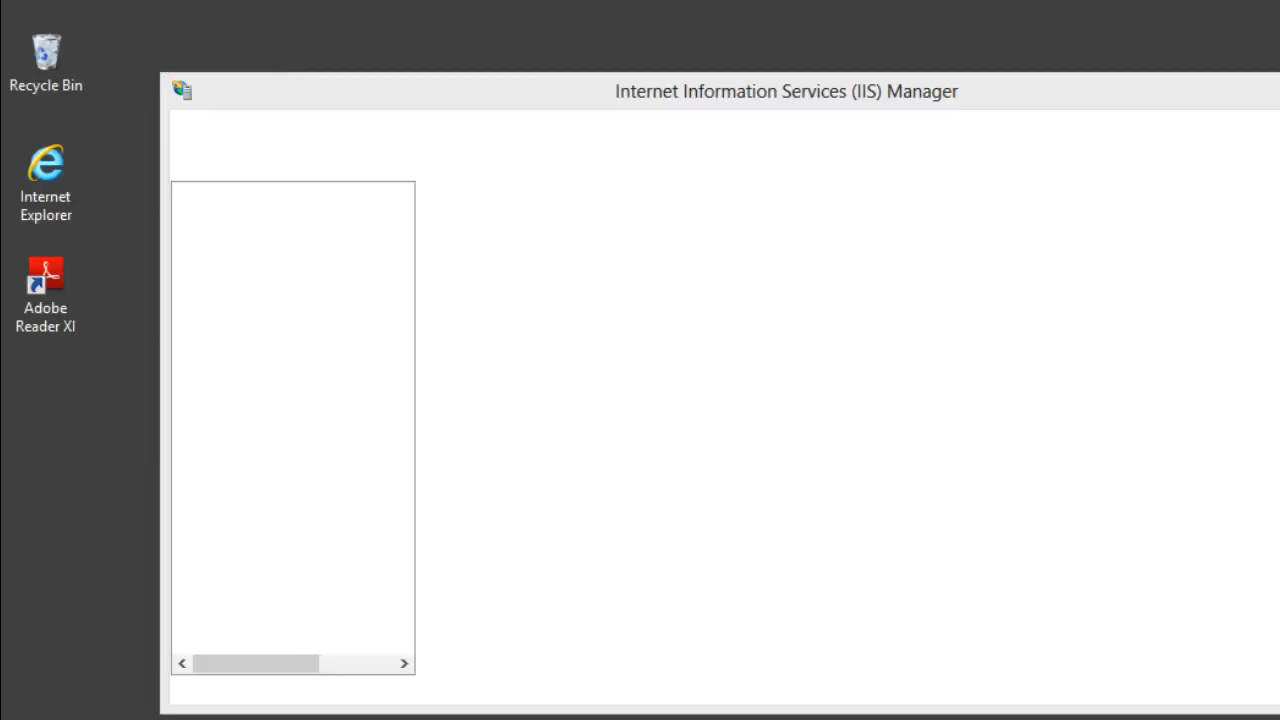 Recycle Bin
Internet Information Services (IIS) Manager
Internet
Explorer
Adobe
Reader XI